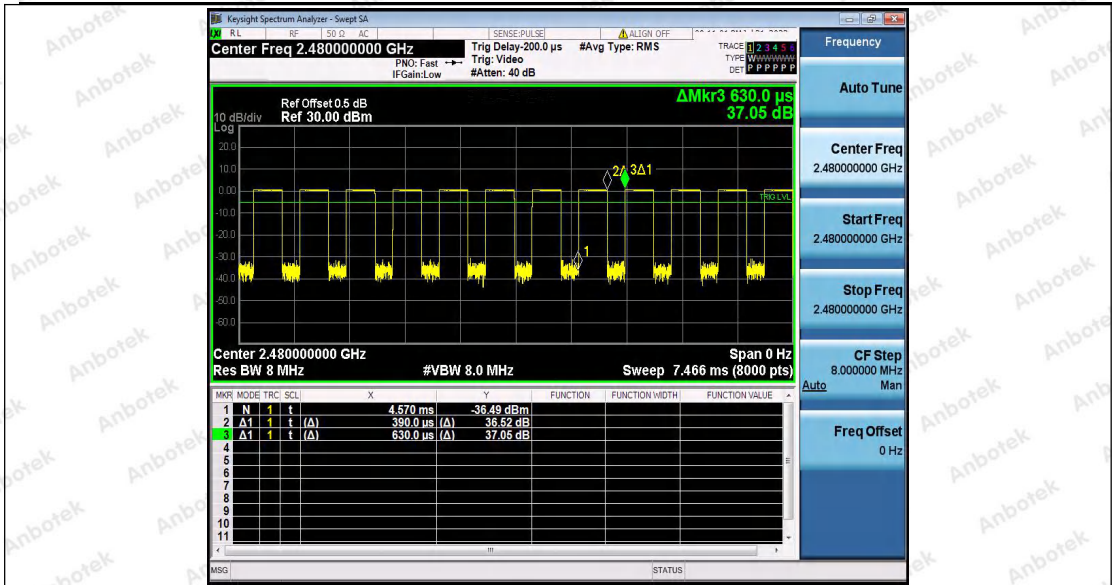 Keysight Spectrum Analyzer - Swept SA
RL RF 50 Ω AC SENSE:PULSE ALIGN OFF
Center Freq 2.480000000 GHz
PNO: Fast
IFGain:Low
Trig Delay-200.0 µs
Trig: Video
#Atten: 40 dB
#Avg Type: RMS
TRACE 1 2 3 4 5 6
TYPE WWWWWW
DET P P P P P P
ΔMkr3 630.0 µs
37.05 dB
Ref Offset 0.5 dB
10 dB/div Ref 30.00 dBm
Log
20.0
10.0
0.00
-10.0
-20.0
-30.0
-40.0
-50.0
-60.0
2Δ 3Δ1
TRIG LVL
1
Center 2.480000000 GHz Span 0 Hz
Res BW 8 MHz #VBW 8.0 MHz Sweep 7.466 ms (8000 pts)
MKR MODE TRC SCL X Y FUNCTION FUNCTION WIDTH FUNCTION VALUE
1 N 1 t 4.570 ms -36.49 dBm
2 Δ1 1 t (Δ) 390.0 µs (Δ) 36.52 dB
3 Δ1 1 t (Δ) 630.0 µs (Δ) 37.05 dB
4
5
6
7
8
9
10
11
MSG STATUS
Frequency
Auto Tune
Center Freq
2.480000000 GHz
Start Freq
2.480000000 GHz
Stop Freq
2.480000000 GHz
CF Step
8.000000 MHz
Auto Man
Freq Offset
0 Hz
Anbotek